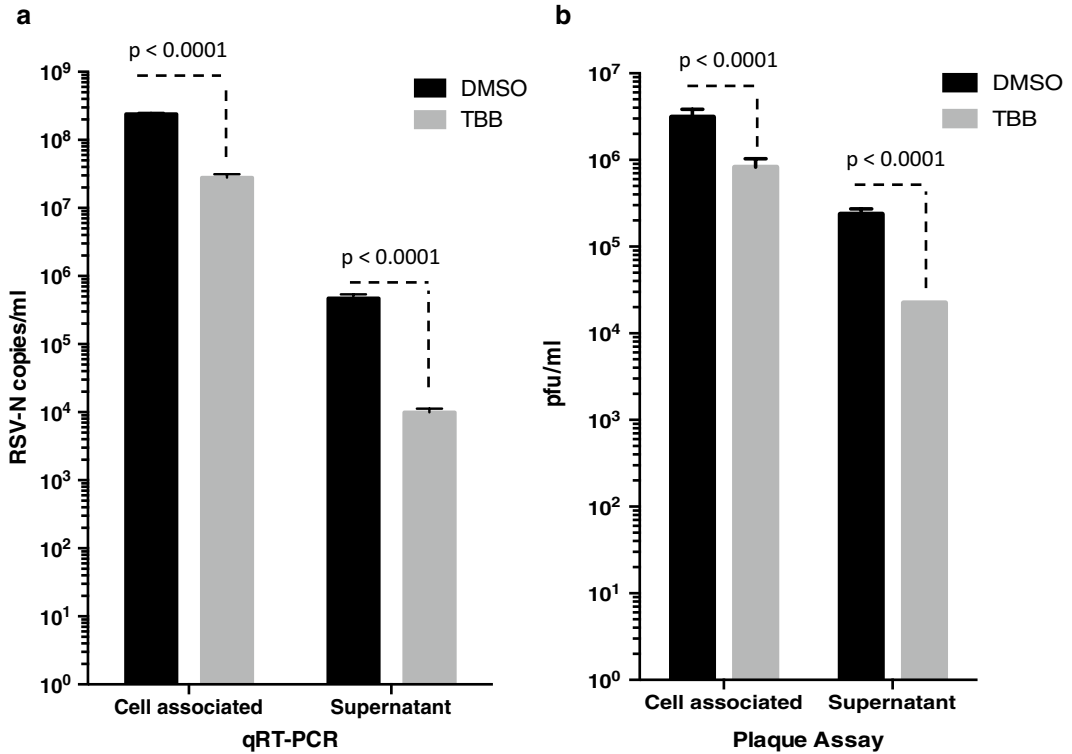 a
p < 0.0001
DMSO
TBB
p < 0.0001
RSV-N copies/ml
10⁹
10⁸
10⁷
10⁶
10⁵
10⁴
10³
10²
10¹
10⁰
Cell associated
Supernatant
qRT-PCR
b
p < 0.0001
DMSO
TBB
p < 0.0001
pfu/ml
10⁷
10⁶
10⁵
10⁴
10³
10²
10¹
10⁰
Cell associated
Supernatant
Plaque Assay